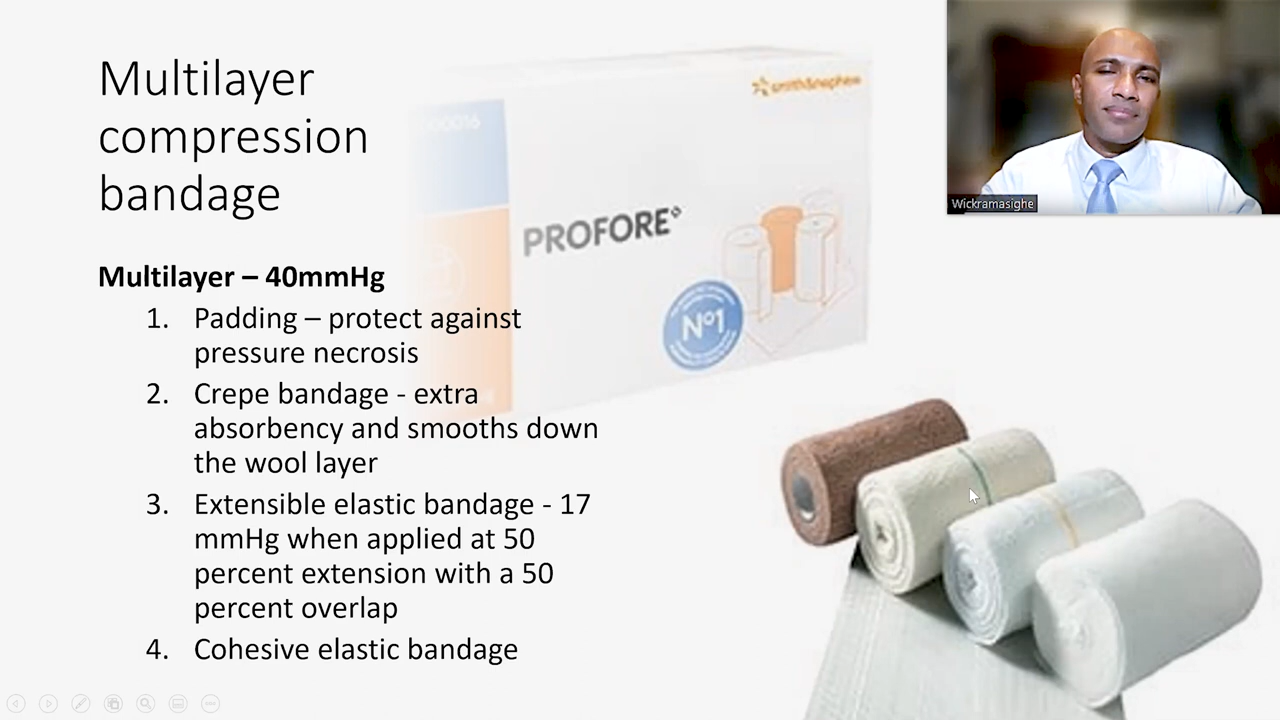 Multilayer
compression
bandage
Multilayer – 40mmHg
1. Padding – protect against
pressure necrosis
2. Crepe bandage - extra
absorbency and smooths down
the wool layer
3. Extensible elastic bandage - 17
mmHg when applied at 50
percent extension with a 50
percent overlap
4. Cohesive elastic bandage
smith&nephew
PROFORE
Nº1
Wickramasighe